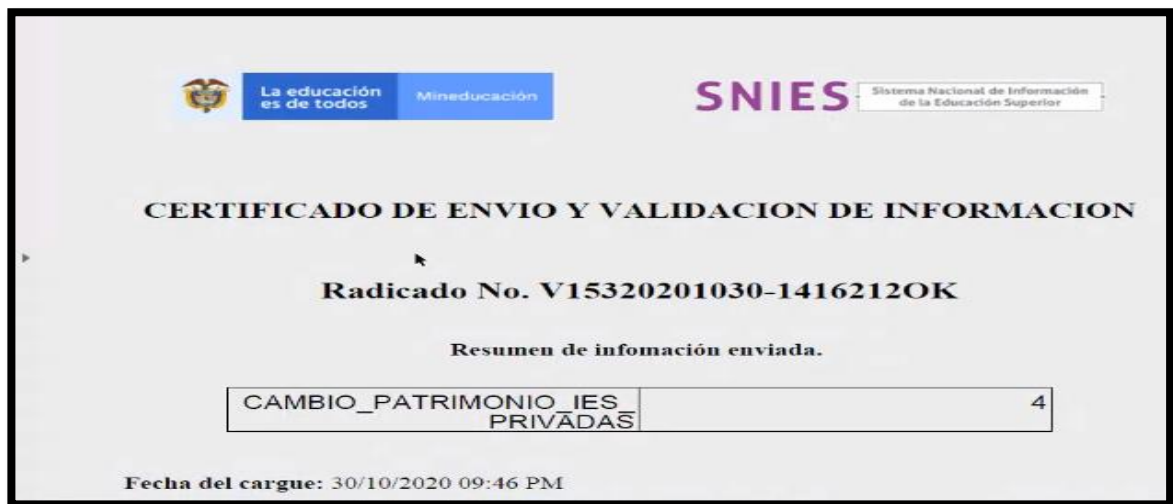 La educación
es de todos
Mineducación
SNIES
Sistema Nacional de Información
de la Educación Superior
CERTIFICADO DE ENVIO Y VALIDACION DE INFORMACION
Radicado No. V15320201030-1416212OK
Resumen de infomación enviada.
CAMBIO_PATRIMONIO_IES_ 4
PRIVADAS
Fecha del cargue: 30/10/2020 09:46 PM